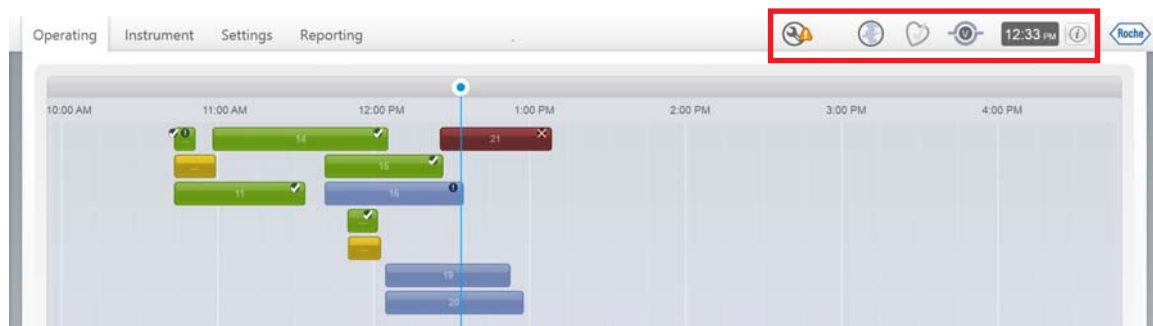 Operating Instrument Settings Reporting V 12:33 PM i Roche
10:00 AM 11:00 AM 12:00 PM 1:00 PM 2:00 PM 3:00 PM 4:00 PM
... 14 21
... 15
11 16
...
...
19
20